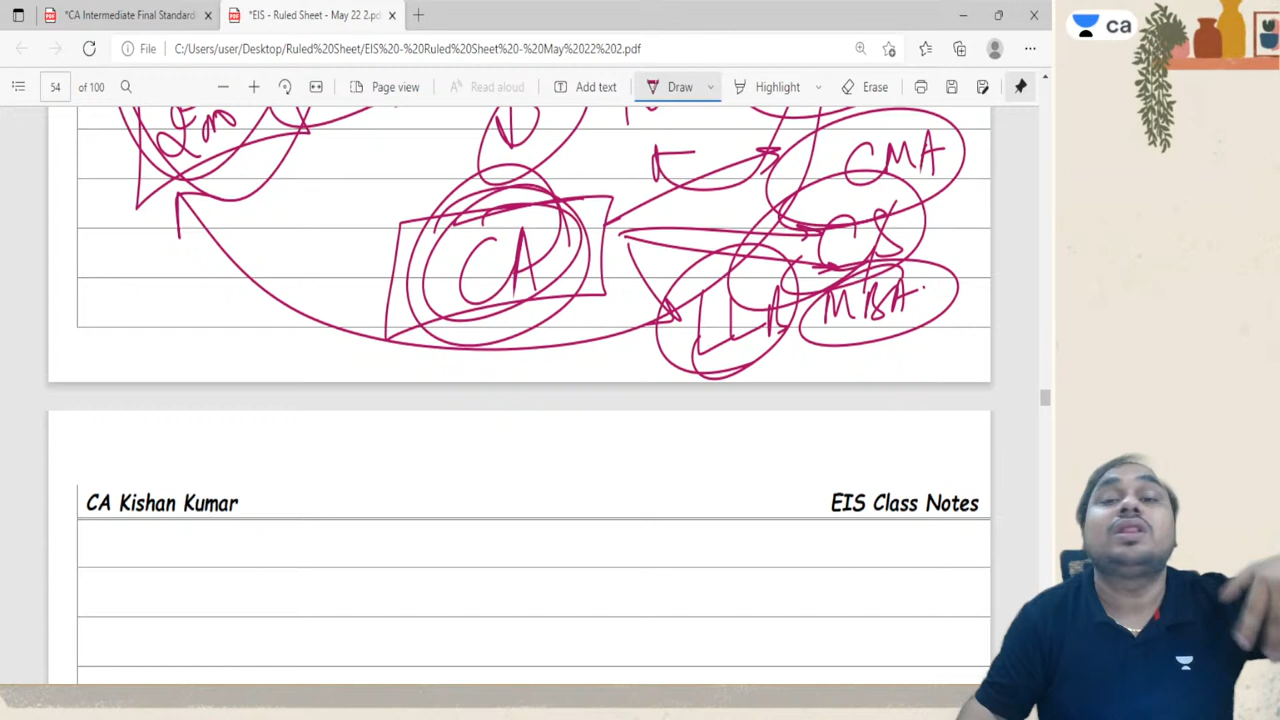 *CA Intermediate Final Standard
*EIS - Ruled Sheet - May 22 2.pd
ca
File
C:/Users/user/Desktop/Ruled%20Sheet/EIS%20-%20Ruled%20Sheet%20-%20May%2022%202.pdf
54 of 100
Page view
Read aloud
Add text
Draw
Highlight
Erase
CMA
CA
CS
MBA
CA Kishan Kumar
EIS Class Notes